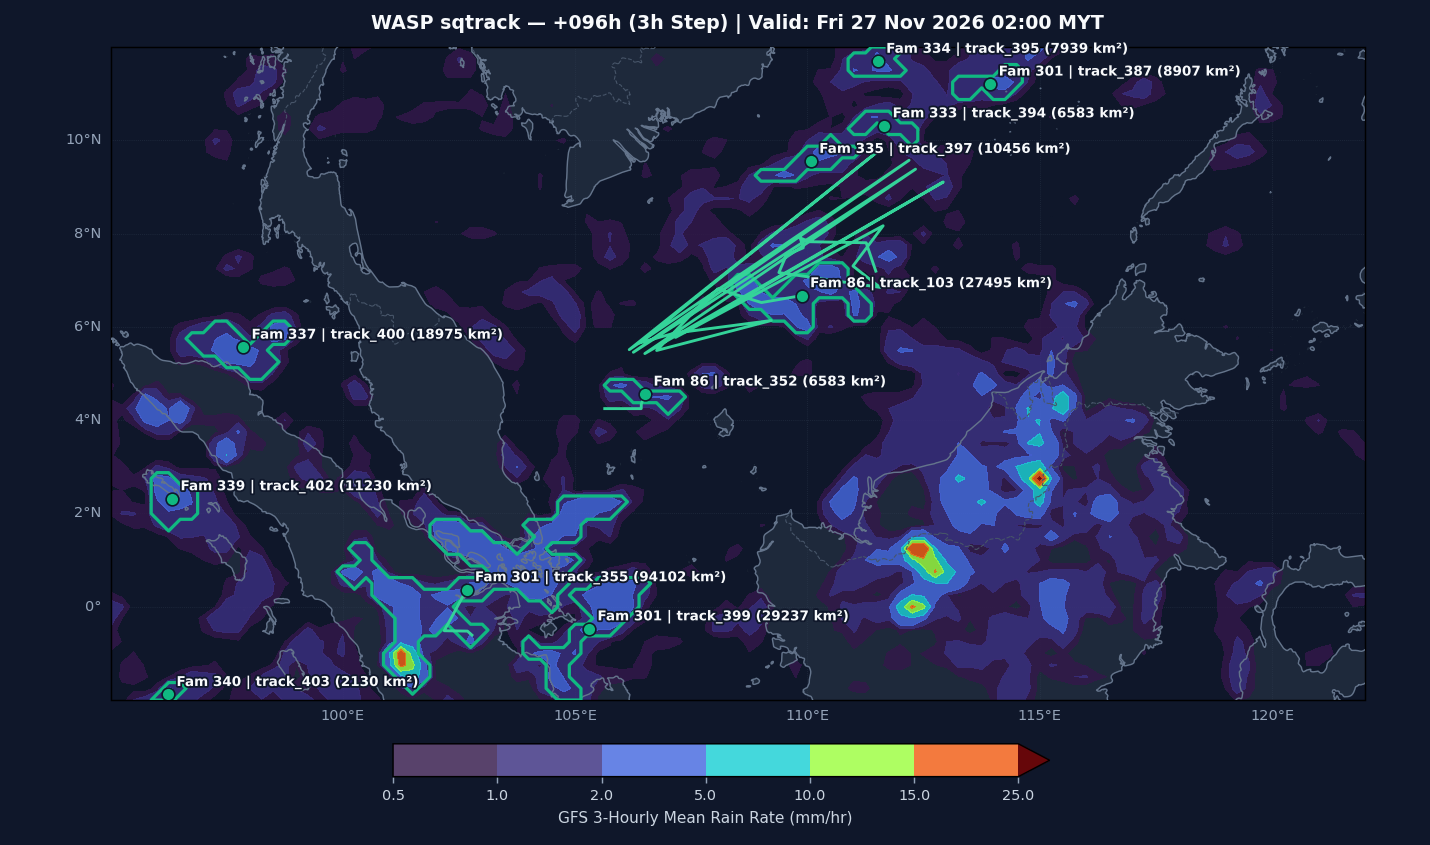 WASP sqtrack — +096h (3h Step) | Valid: Fri 27 Nov 2026 02:00 MYT
Fam 334 | track_395 (7939 km²)
Fam 301 | track_387 (8907 km²)
Fam 333 | track_394 (6583 km²)
Fam 335 | track_397 (10456 km²)
Fam 86 | track_103 (27495 km²)
Fam 337 | track_400 (18975 km²)
Fam 86 | track_352 (6583 km²)
Fam 339 | track_402 (11230 km²)
Fam 301 | track_355 (94102 km²)
Fam 301 | track_399 (29237 km²)
Fam 340 | track_403 (2130 km²)
10°N
8°N
6°N
4°N
2°N
0°
100°E 105°E 110°E 115°E 120°E
0.5 1.0 2.0 5.0 10.0 15.0 25.0
GFS 3-Hourly Mean Rain Rate (mm/hr)